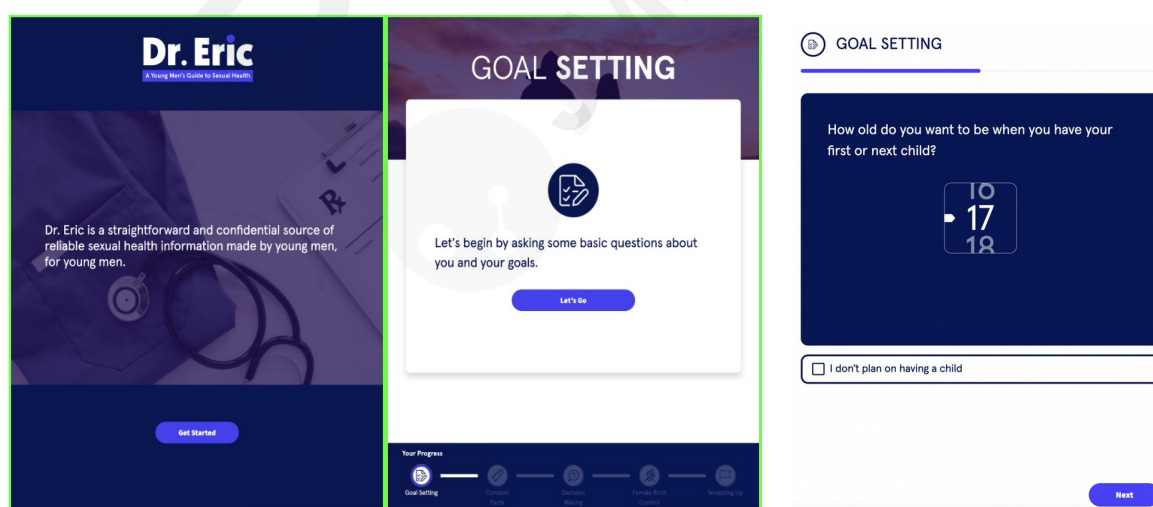 Dr. Eric
A Young Men's Guide to Sexual Health
Dr. Eric is a straightforward and confidential source of
reliable sexual health information made by young men,
for young men.
Get Started
GOAL SETTING
Let's begin by asking some basic questions about
you and your goals.
Let's Go
Your Progress
Goal Setting
Condom
Facts
Decision
Making
Female Birth
Control
Wrapping Up
GOAL SETTING
How old do you want to be when you have your
first or next child?
16
17
18
I don't plan on having a child
Next